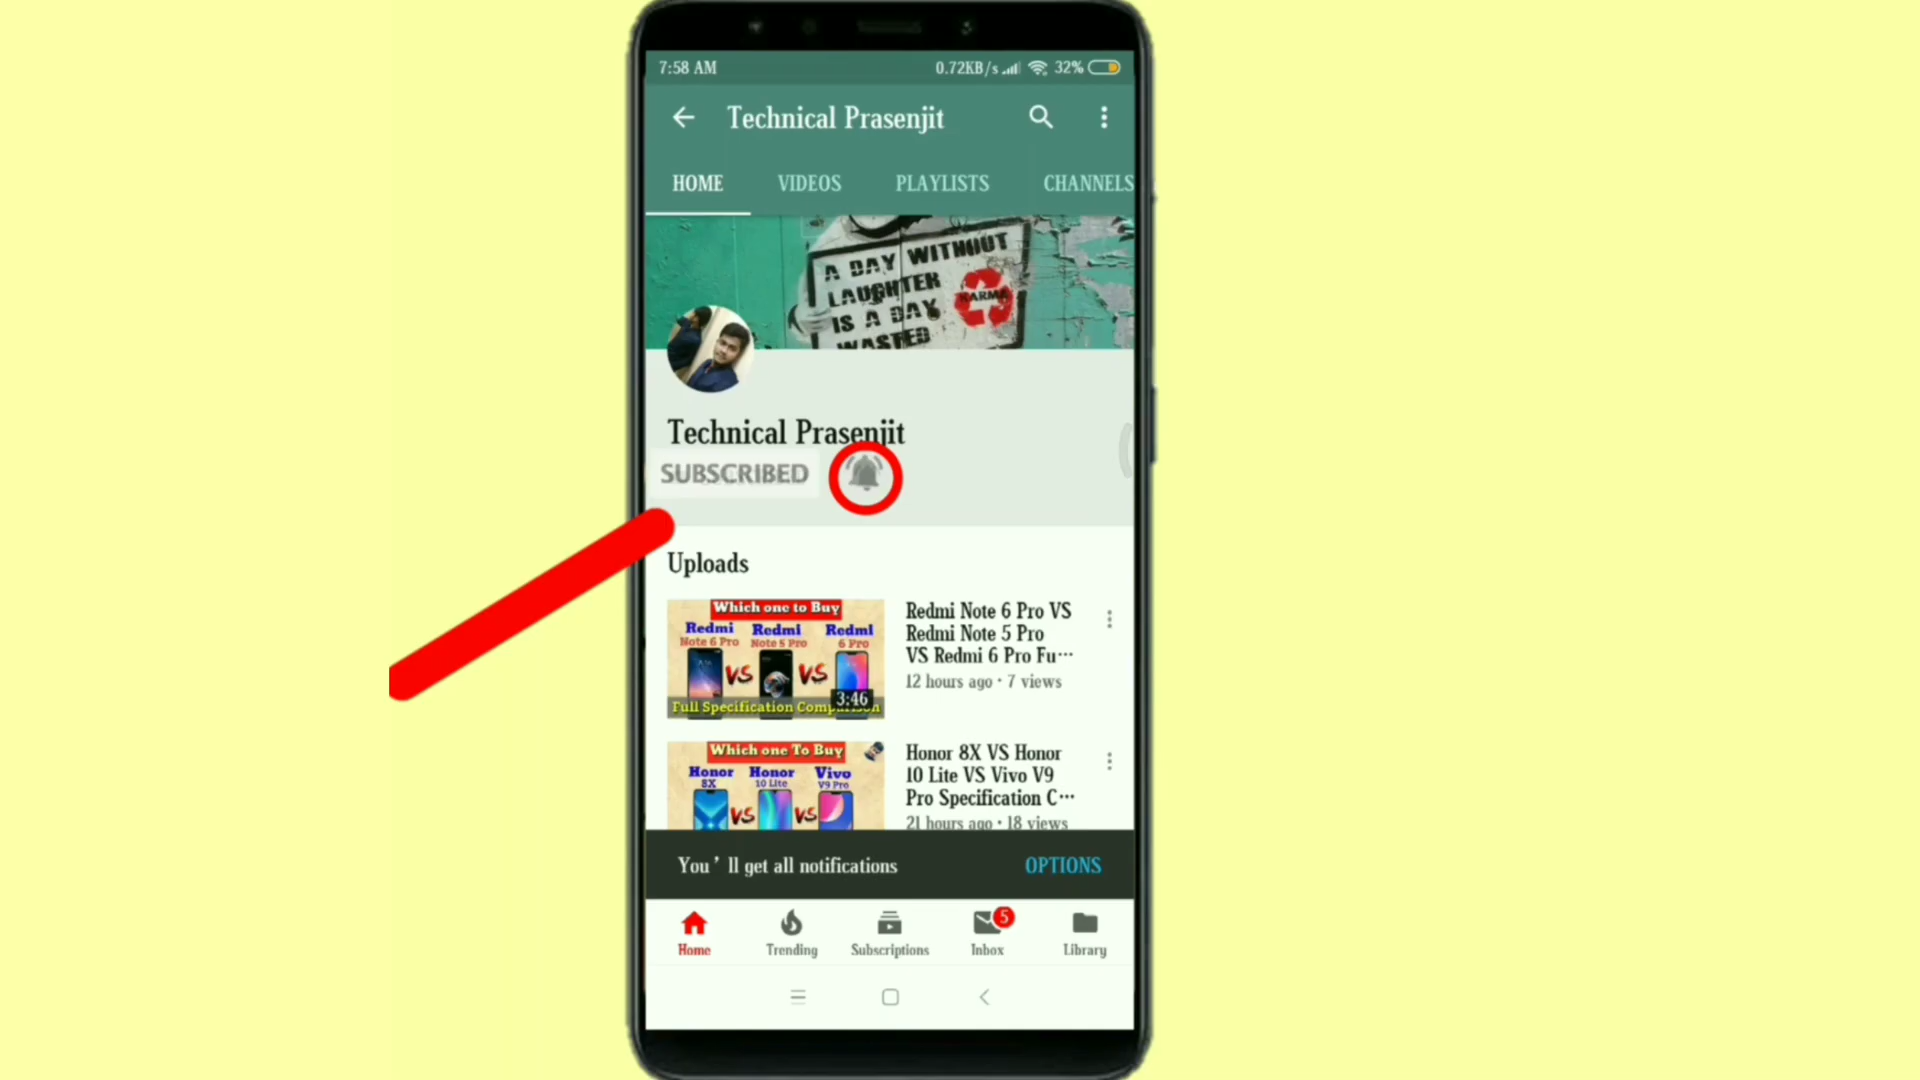 7:58 AM
0.72KB/s
32%
Technical Prasenjit
HOME
VIDEOS
PLAYLISTS
CHANNELS
A DAY WITHOUT
LAUGHTER
IS A DAY
WASTED
KARMA
Technical Prasenjit
SUBSCRIBED
Uploads
Which one to Buy
Redmi Redmi Redmi
Note 6 Pro Note 5 Pro 6 Pro
VS VS
3:46
Full Specification
Redmi Note 6 Pro VS
Redmi Note 5 Pro
VS Redmi 6 Pro Fu…
12 hours ago • 7 views
Which one To Buy
Honor Honor Vivo
8X 10 Lite V9 Pro
VS VS
Honor 8X VS Honor
10 Lite VS Vivo V9
Pro Specification C…
21 hours ago • 18 views
You’ll get all notifications
OPTIONS
5
Home
Trending
Subscriptions
Inbox
Library